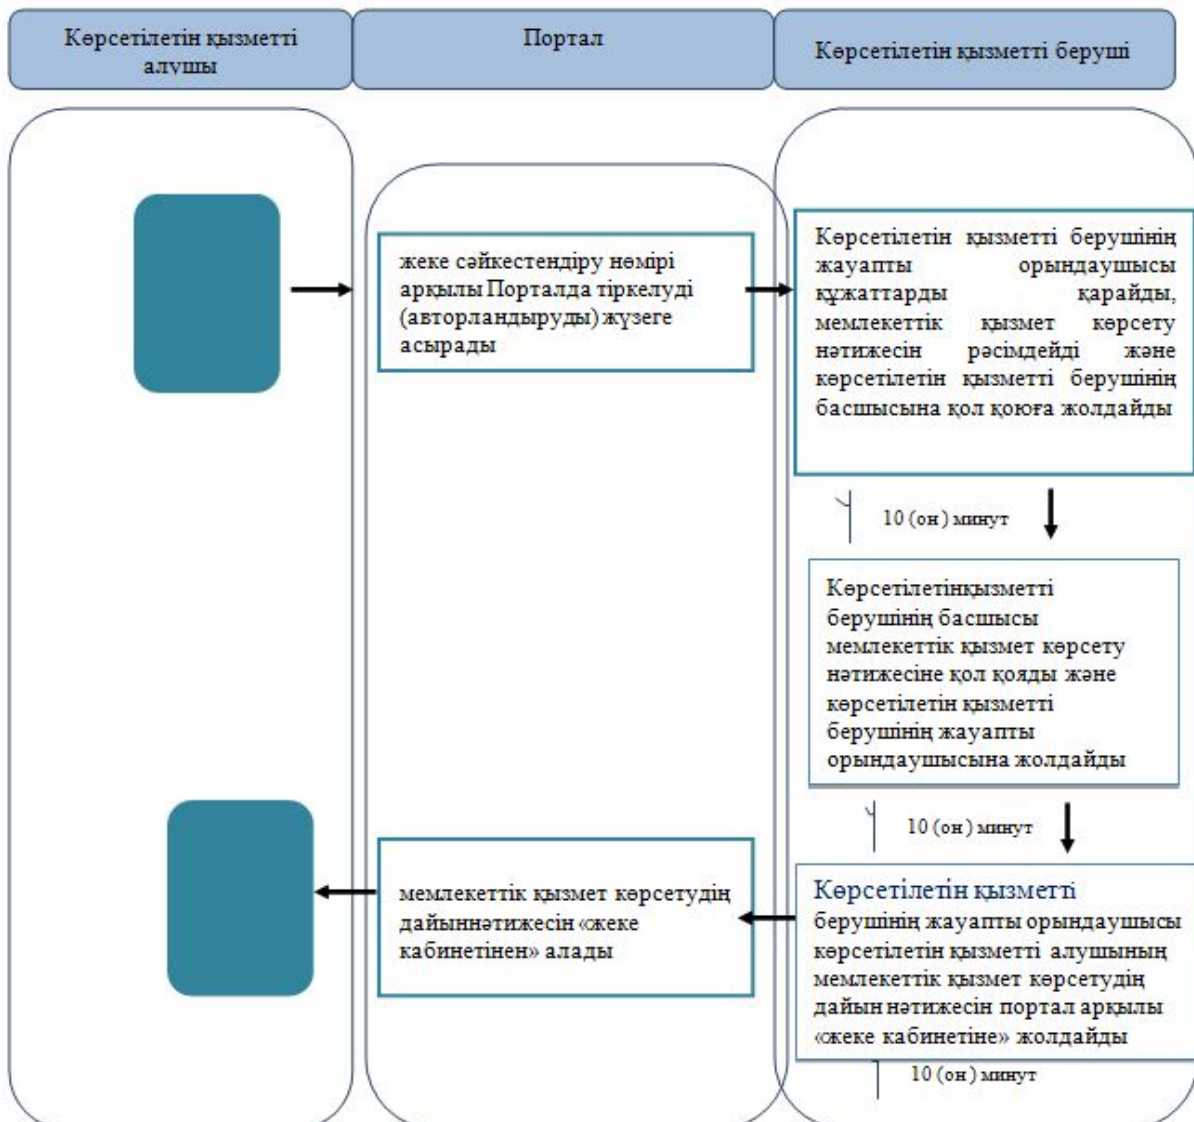 Көрсетілетін қызметті
алушы
Портал
Көрсетілетін қызметті беруші
жеке сәйкестендіру нөмірі
арқылы Порталда тіркелуді
(авторландыруды) жүзеге
асырады
Көрсетілетін қызметті берушінің
жауапты орындаушысы
құжаттарды қарайды,
мемлекеттік қызмет көрсету
нәтижесін рәсімдейді және
көрсетілетін қызметті берушінің
басшысына қол қоюға жолдайды
10 (он) минут
Көрсетілетінқызметті
берушінің басшысы
мемлекеттік қызмет көрсету
нәтижесіне қол қояды және
көрсетілетін қызметті
берушінің жауапты
орындаушысына жолдайды
10 (он) минут
Көрсетілетін қызметті
берушінің жауапты орындаушысы
көрсетілетін қызметті алушының
мемлекеттік қызмет көрсетудің
дайын нәтижесін портал арқылы
«жеке кабинетіне» жолдайды
10 (он) минут
мемлекеттік қызмет көрсетудің
дайыннәтижесін «жеке
кабинетінен» алады